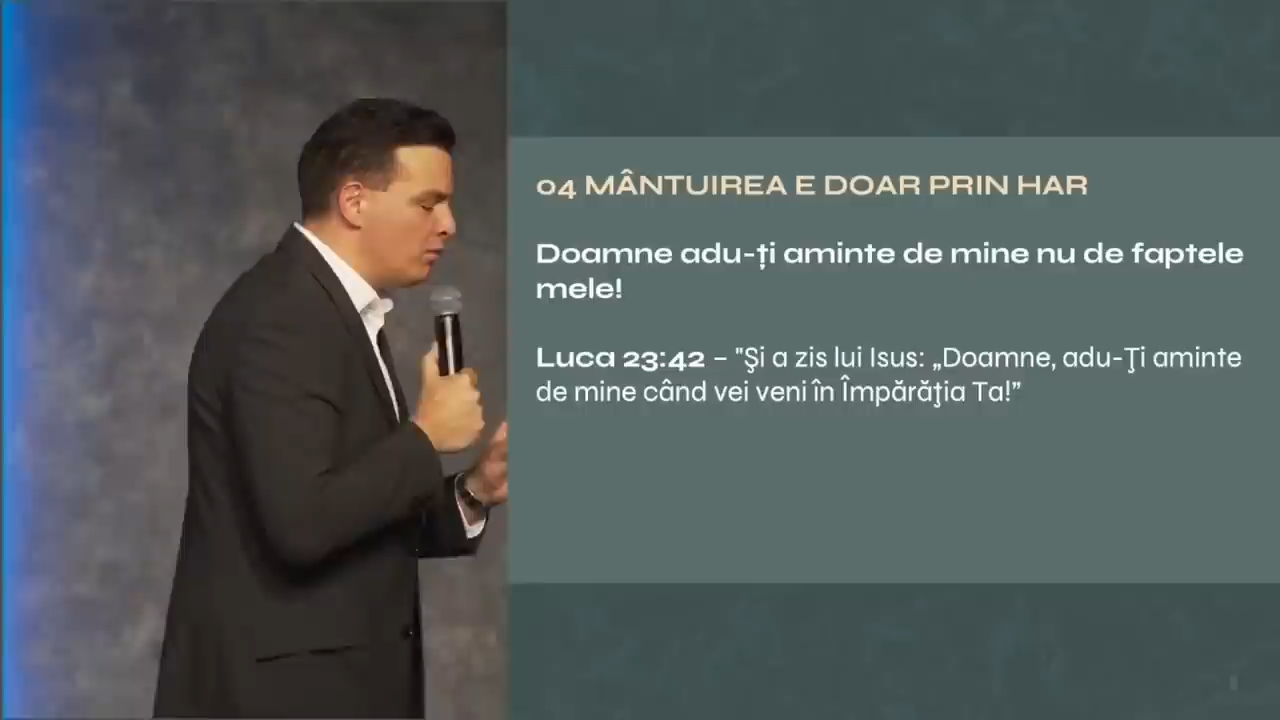 04 MÂNTUIREA E DOAR PRIN HAR
Doamne adu-ți aminte de mine nu de faptele
mele!
Luca 23:42 – "Şi a zis lui Isus: „Doamne, adu-Ţi aminte
de mine când vei veni în Împărăţia Ta!”